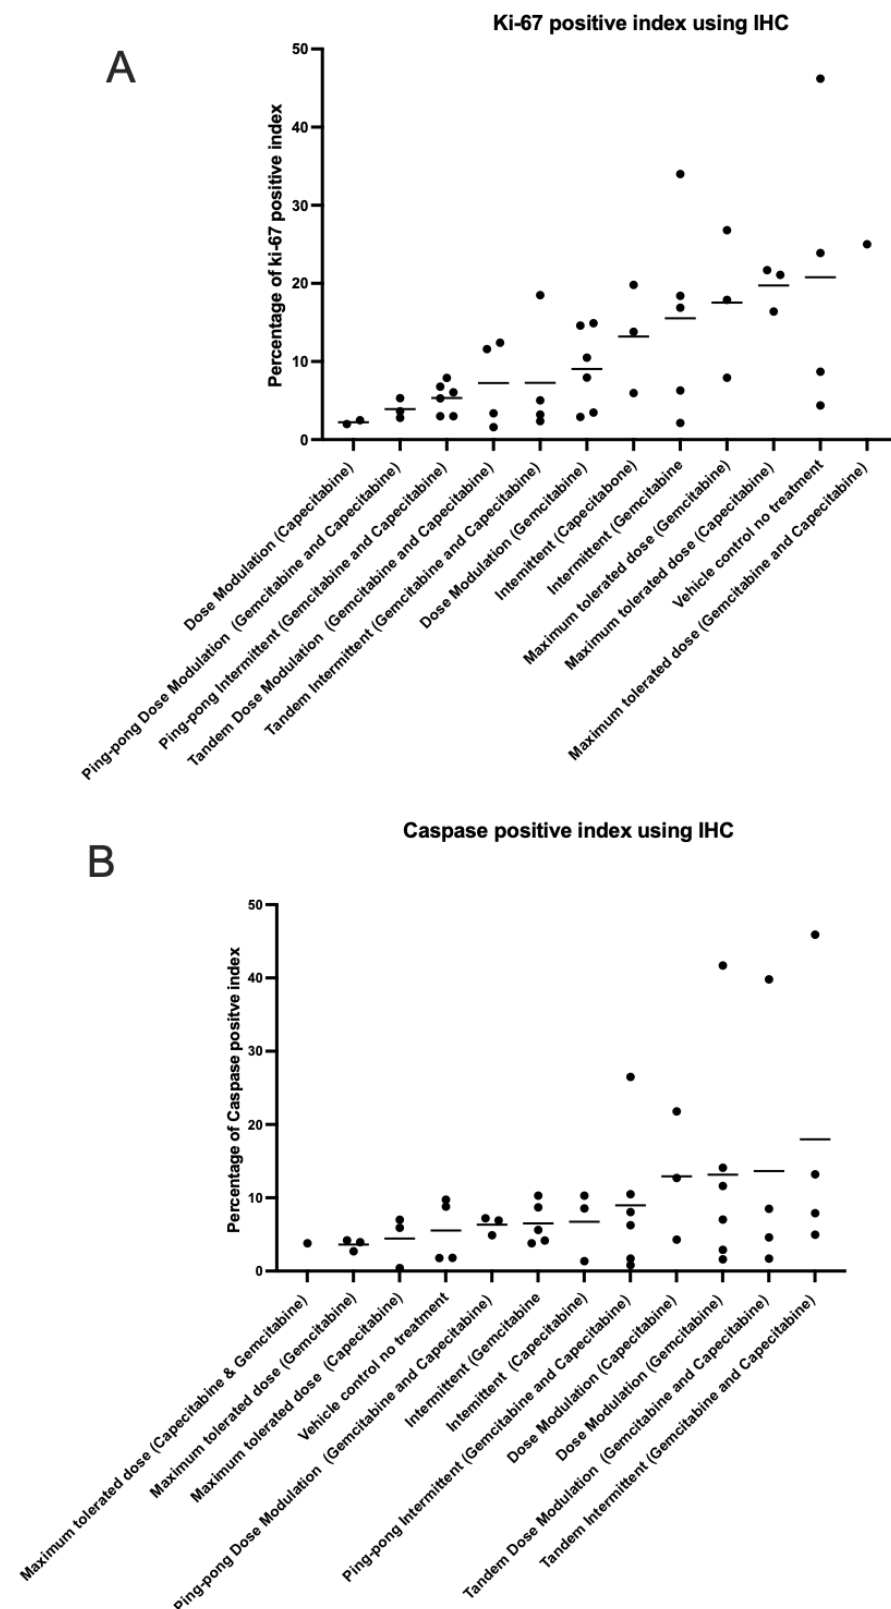 Ki-67 positive index using IHC
A
Percentage of ki-67 positive index
50
40
30
20
10
0
Dose Modulation (Capecitabine)
Ping-pong Dose Modulation (Gemcitabine and Capecitabine)
Ping-pong Intermittent (Gemcitabine and Capecitabine)
Tandem Dose Modulation (Gemcitabine and Capecitabine)
Tandem Intermittent (Gemcitabine and Capecitabine)
Dose Modulation (Gemcitabine)
Intemittent (Capecitabone)
Intermittent (Gemcitabine
Maximum tolerated dose (Gemcitabine)
Maximum tolerated dose (Capecitabine)
Vehicle control no treatment
Maximum tolerated dose (Gemcitabine and Capecitabine)
Caspase positive index using IHC
B
Percentage of Caspase positve index
50
40
30
20
10
0
Maximum tolerated dose (Capecitabine & Gemcitabine)
Maximum tolerated dose (Gemcitabine)
Maximum tolerated dose (Capecitabine)
Vehicle control no treatment
Ping-pong Dose Modulation (Gemcitabine and Capecitabine)
Intermittent (Gemcitabine
Intemittent (Capecitabine)
Ping-pong Intermittent (Gemcitabine and Capecitabine)
Dose Modulation (Capecitabine)
Dose Modulation (Gemcitabine)
Tandem Dose Modulation (Gemcitabine and Capecitabine)
Tandem Intermittent (Gemcitabine and Capecitabine)